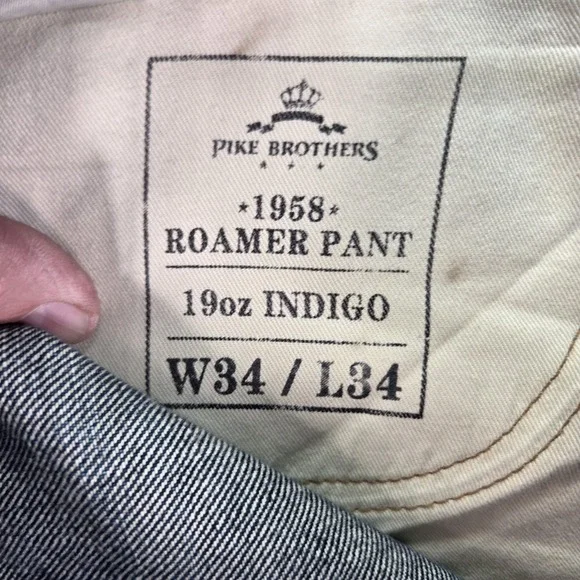 PIKE BROTHERS
*1958*
ROAMER PANT
19oz INDIGO
W34 / L34